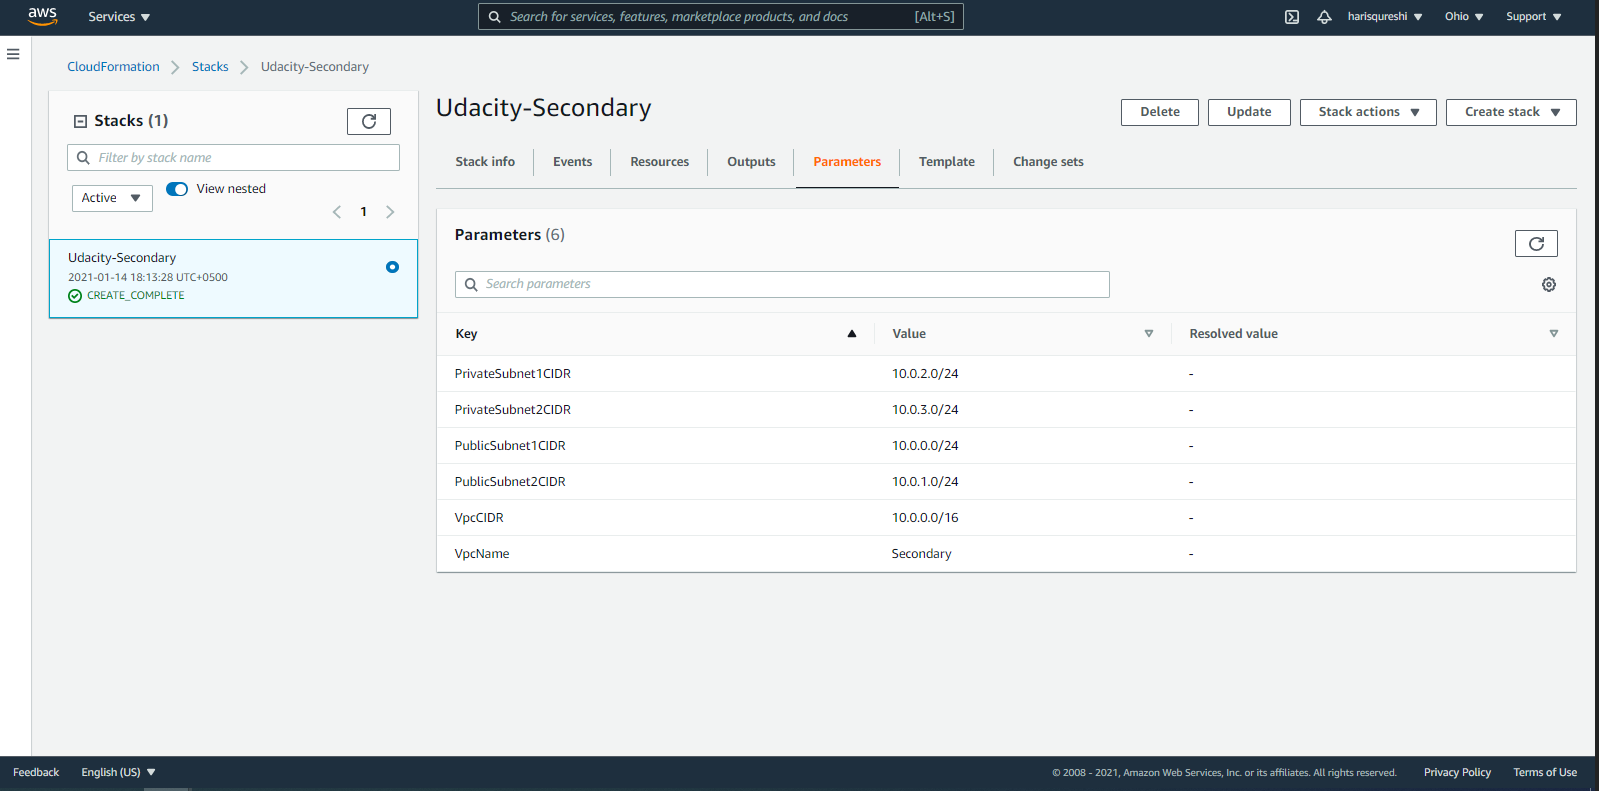 aws Services Search for services, features, marketplace products, and docs [Alt+S] harisqureshi Ohio Support
CloudFormation Stacks Udacity-Secondary
Stacks (1)
Filter by stack name
Active View nested
1
Udacity-Secondary
2021-01-14 18:13:28 UTC+0500
CREATE_COMPLETE
Udacity-Secondary
Delete Update Stack actions Create stack
Stack info Events Resources Outputs Parameters Template Change sets
Parameters (6)
Search parameters
Key Value Resolved value
PrivateSubnet1CIDR 10.0.2.0/24 -
PrivateSubnet2CIDR 10.0.3.0/24 -
PublicSubnet1CIDR 10.0.0.0/24 -
PublicSubnet2CIDR 10.0.1.0/24 -
VpcCIDR 10.0.0.0/16 -
VpcName Secondary -
Feedback English (US) © 2008 - 2021, Amazon Web Services, Inc. or its affiliates. All rights reserved. Privacy Policy Terms of Use